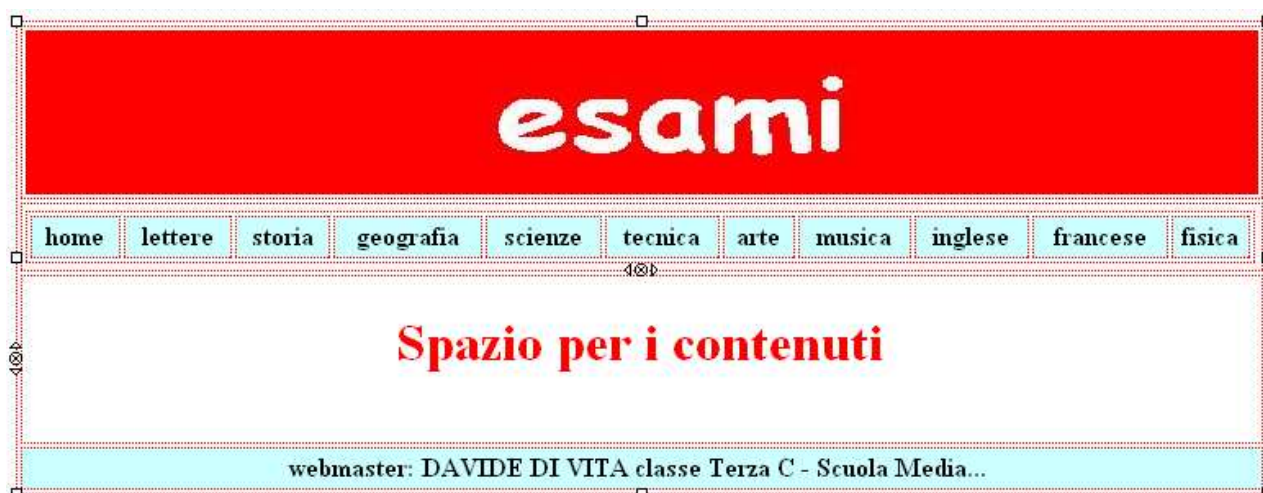 esami
home lettere storia geografia scienze tecnica arte musica inglese francese fisica
Spazio per i contenuti
webmaster: DAVIDE DI VITA classe Terza C - Scuola Media...